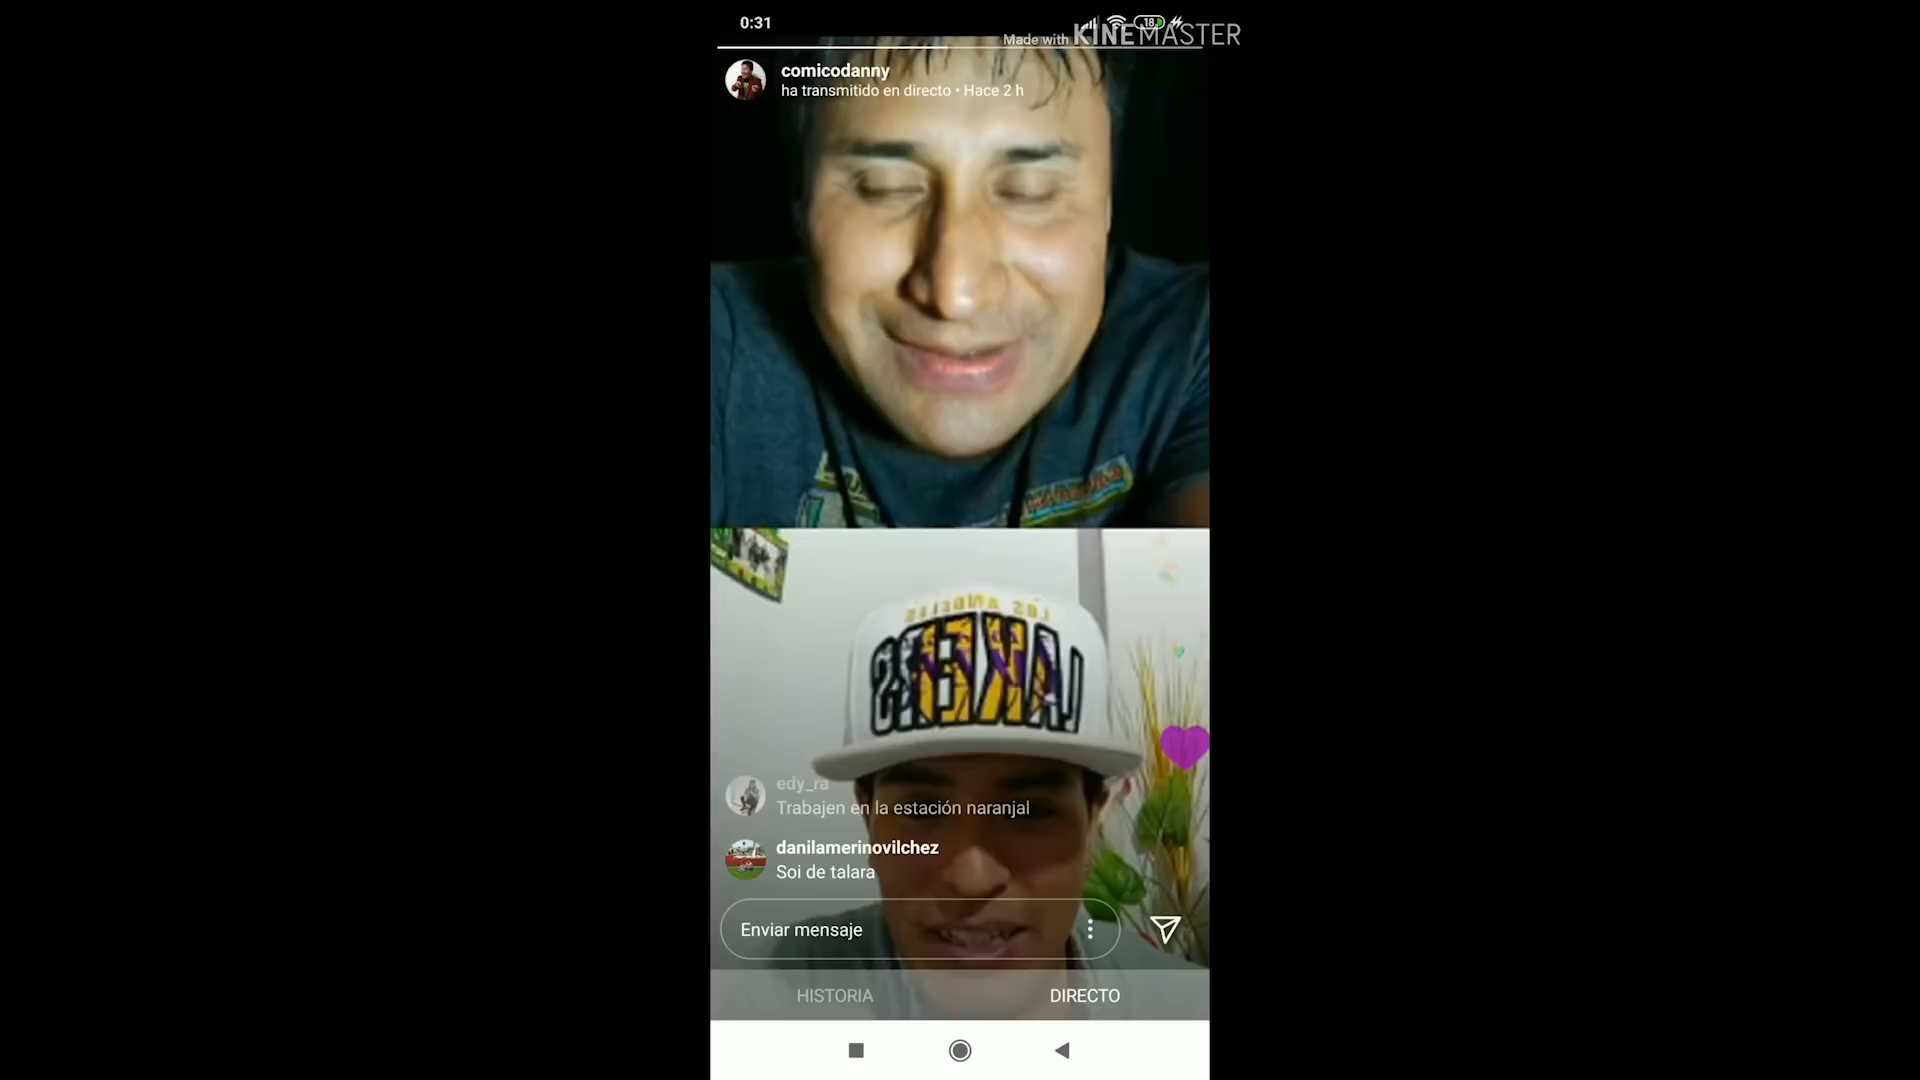 0:31
18
Made with KINEMASTER
comicodanny
ha transmitido en directo • Hace 2 h
LOS ANGELES
LAKERS
edy_ra
Trabajen en la estación naranjal
danilamerinovilchez
Soi de talara
Enviar mensaje
HISTORIA
DIRECTO